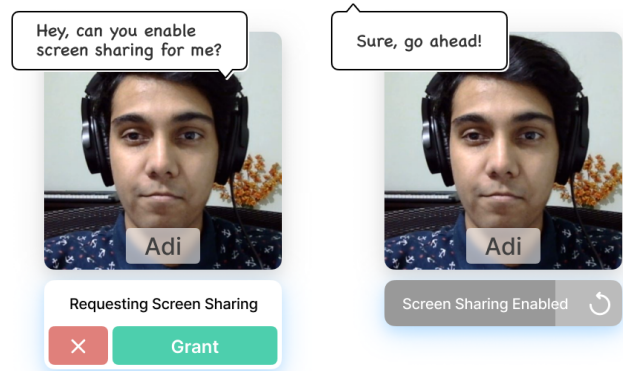 Hey, can you enable
screen sharing for me?
Adi
Requesting Screen Sharing
Grant
Sure, go ahead!
Adi
Screen Sharing Enabled